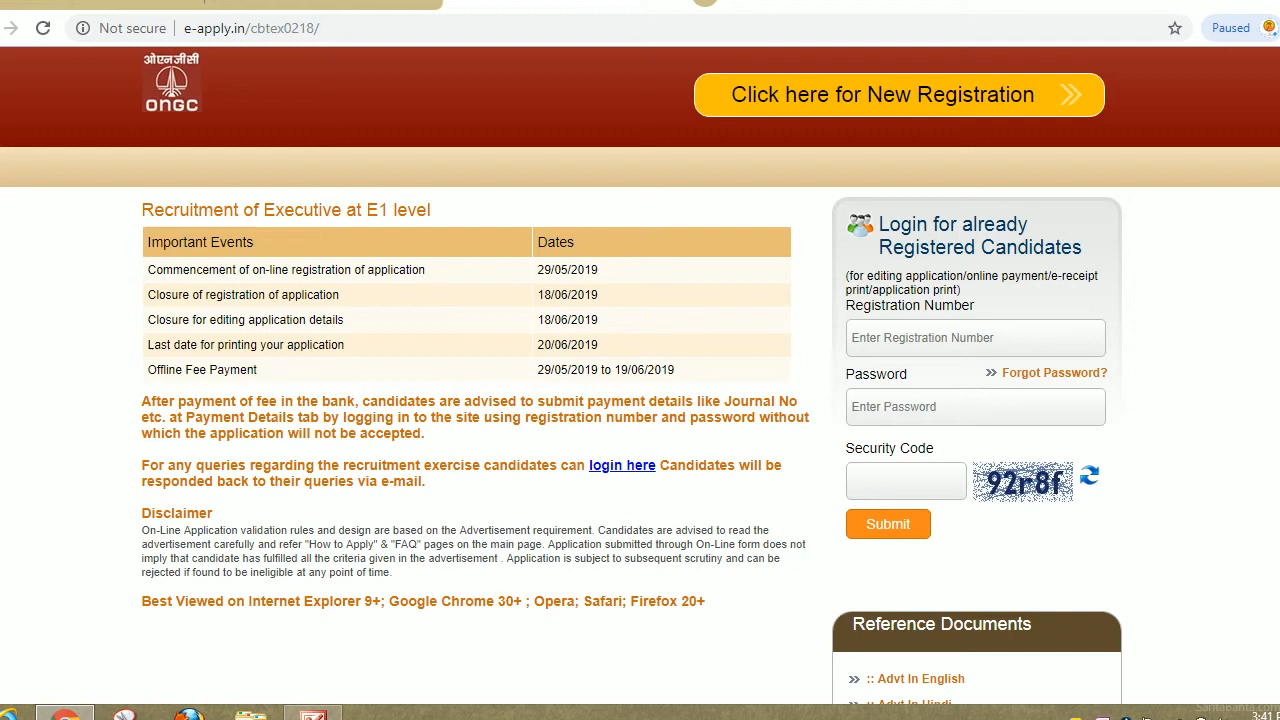 Not secure e-apply.in/cbtex0218/ Paused
ओएनजीसी
ONGC
Click here for New Registration
Recruitment of Executive at E1 level
Important Events Dates
Commencement of on-line registration of application 29/05/2019
Closure of registration of application 18/06/2019
Closure for editing application details 18/06/2019
Last date for printing your application 20/06/2019
Offline Fee Payment 29/05/2019 to 19/06/2019
After payment of fee in the bank, candidates are advised to submit payment details like Journal No
etc. at Payment Details tab by logging in to the site using registration number and password without
which the application will not be accepted.
For any queries regarding the recruitment exercise candidates can login here Candidates will be
responded back to their queries via e-mail.
Disclaimer
On-Line Application validation rules and design are based on the Advertisement requirement. Candidates are advised to read the
advertisement carefully and refer "How to Apply" & "FAQ" pages on the main page. Application submitted through On-Line form does not
imply that candidate has fulfilled all the criteria given in the advertisement . Application is subject to subsequent scrutiny and can be
rejected if found to be ineligible at any point of time.
Best Viewed on Internet Explorer 9+; Google Chrome 30+ ; Opera; Safari; Firefox 20+
Login for already
Registered Candidates
(for editing application/online payment/e-receipt
print/application print)
Registration Number
Enter Registration Number
Password >> Forgot Password?
Enter Password
Security Code
92r8f
Submit
Reference Documents
>> :: Advt In English
:: Advt In Hindi
SantaBanta.com
3:41